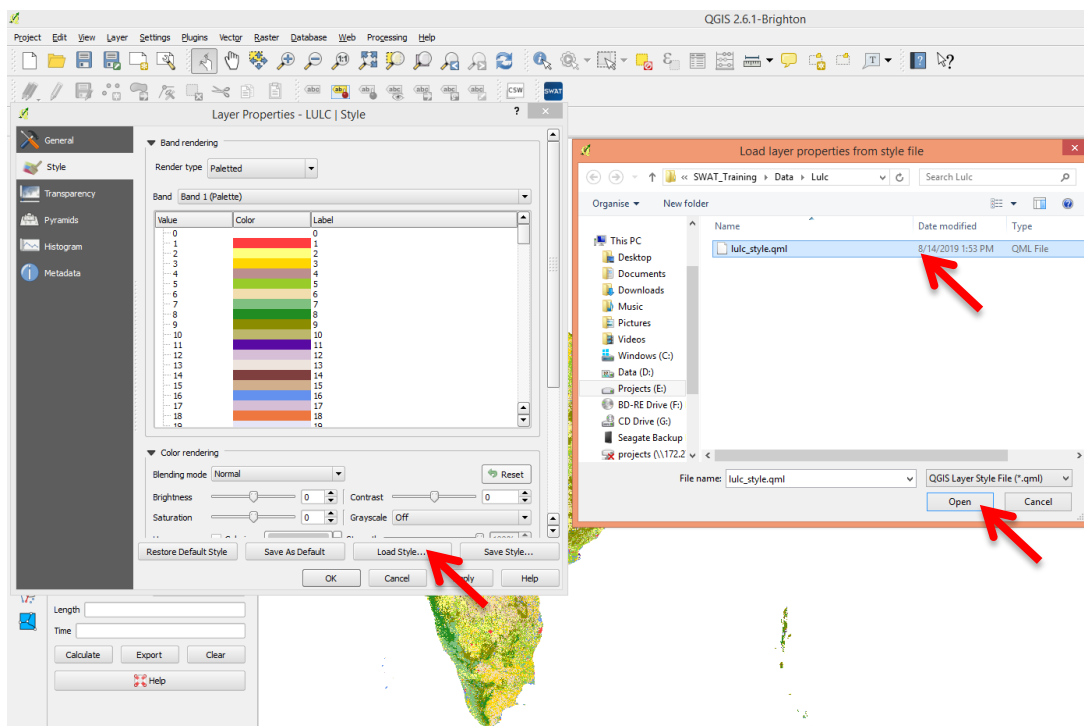 QGIS 2.6.1-Brighton
Project Edit View Layer Settings Plugins Vector Raster Database Web Processing Help
CSW SWAT
Layer Properties - LULC | Style
General
Style
Transparency
Pyramids
Histogram
Metadata
Band rendering
Render type Paletted
Band Band 1 (Palette)
Value Color Label
0 0
1 1
2 2
3 3
4 4
5 5
6 6
7 7
8 8
9 9
10 10
11 11
12 12
13 13
14 14
15 15
16 16
17 17
18 18
19 19
Color rendering
Blending mode Normal Reset
Brightness 0 Contrast 0
Saturation 0 Grayscale Off
Restore Default Style Save As Default Load Style... Save Style...
OK Cancel Help
Length
Time
Calculate Export Clear
Help
Load layer properties from style file
« SWAT_Training Data Lulc Search Lulc
Organise New folder
Name Date modified Type
lulc_style.qml 8/14/2019 1:53 PM QML File
This PC
Desktop
Documents
Downloads
Music
Pictures
Videos
Windows (C:)
Data (D:)
Projects (E:)
BD-RE Drive (F:)
CD Drive (G:)
Seagate Backup
projects (\\172.2
File name: lulc_style.qml QGIS Layer Style File (*.qml)
Open Cancel